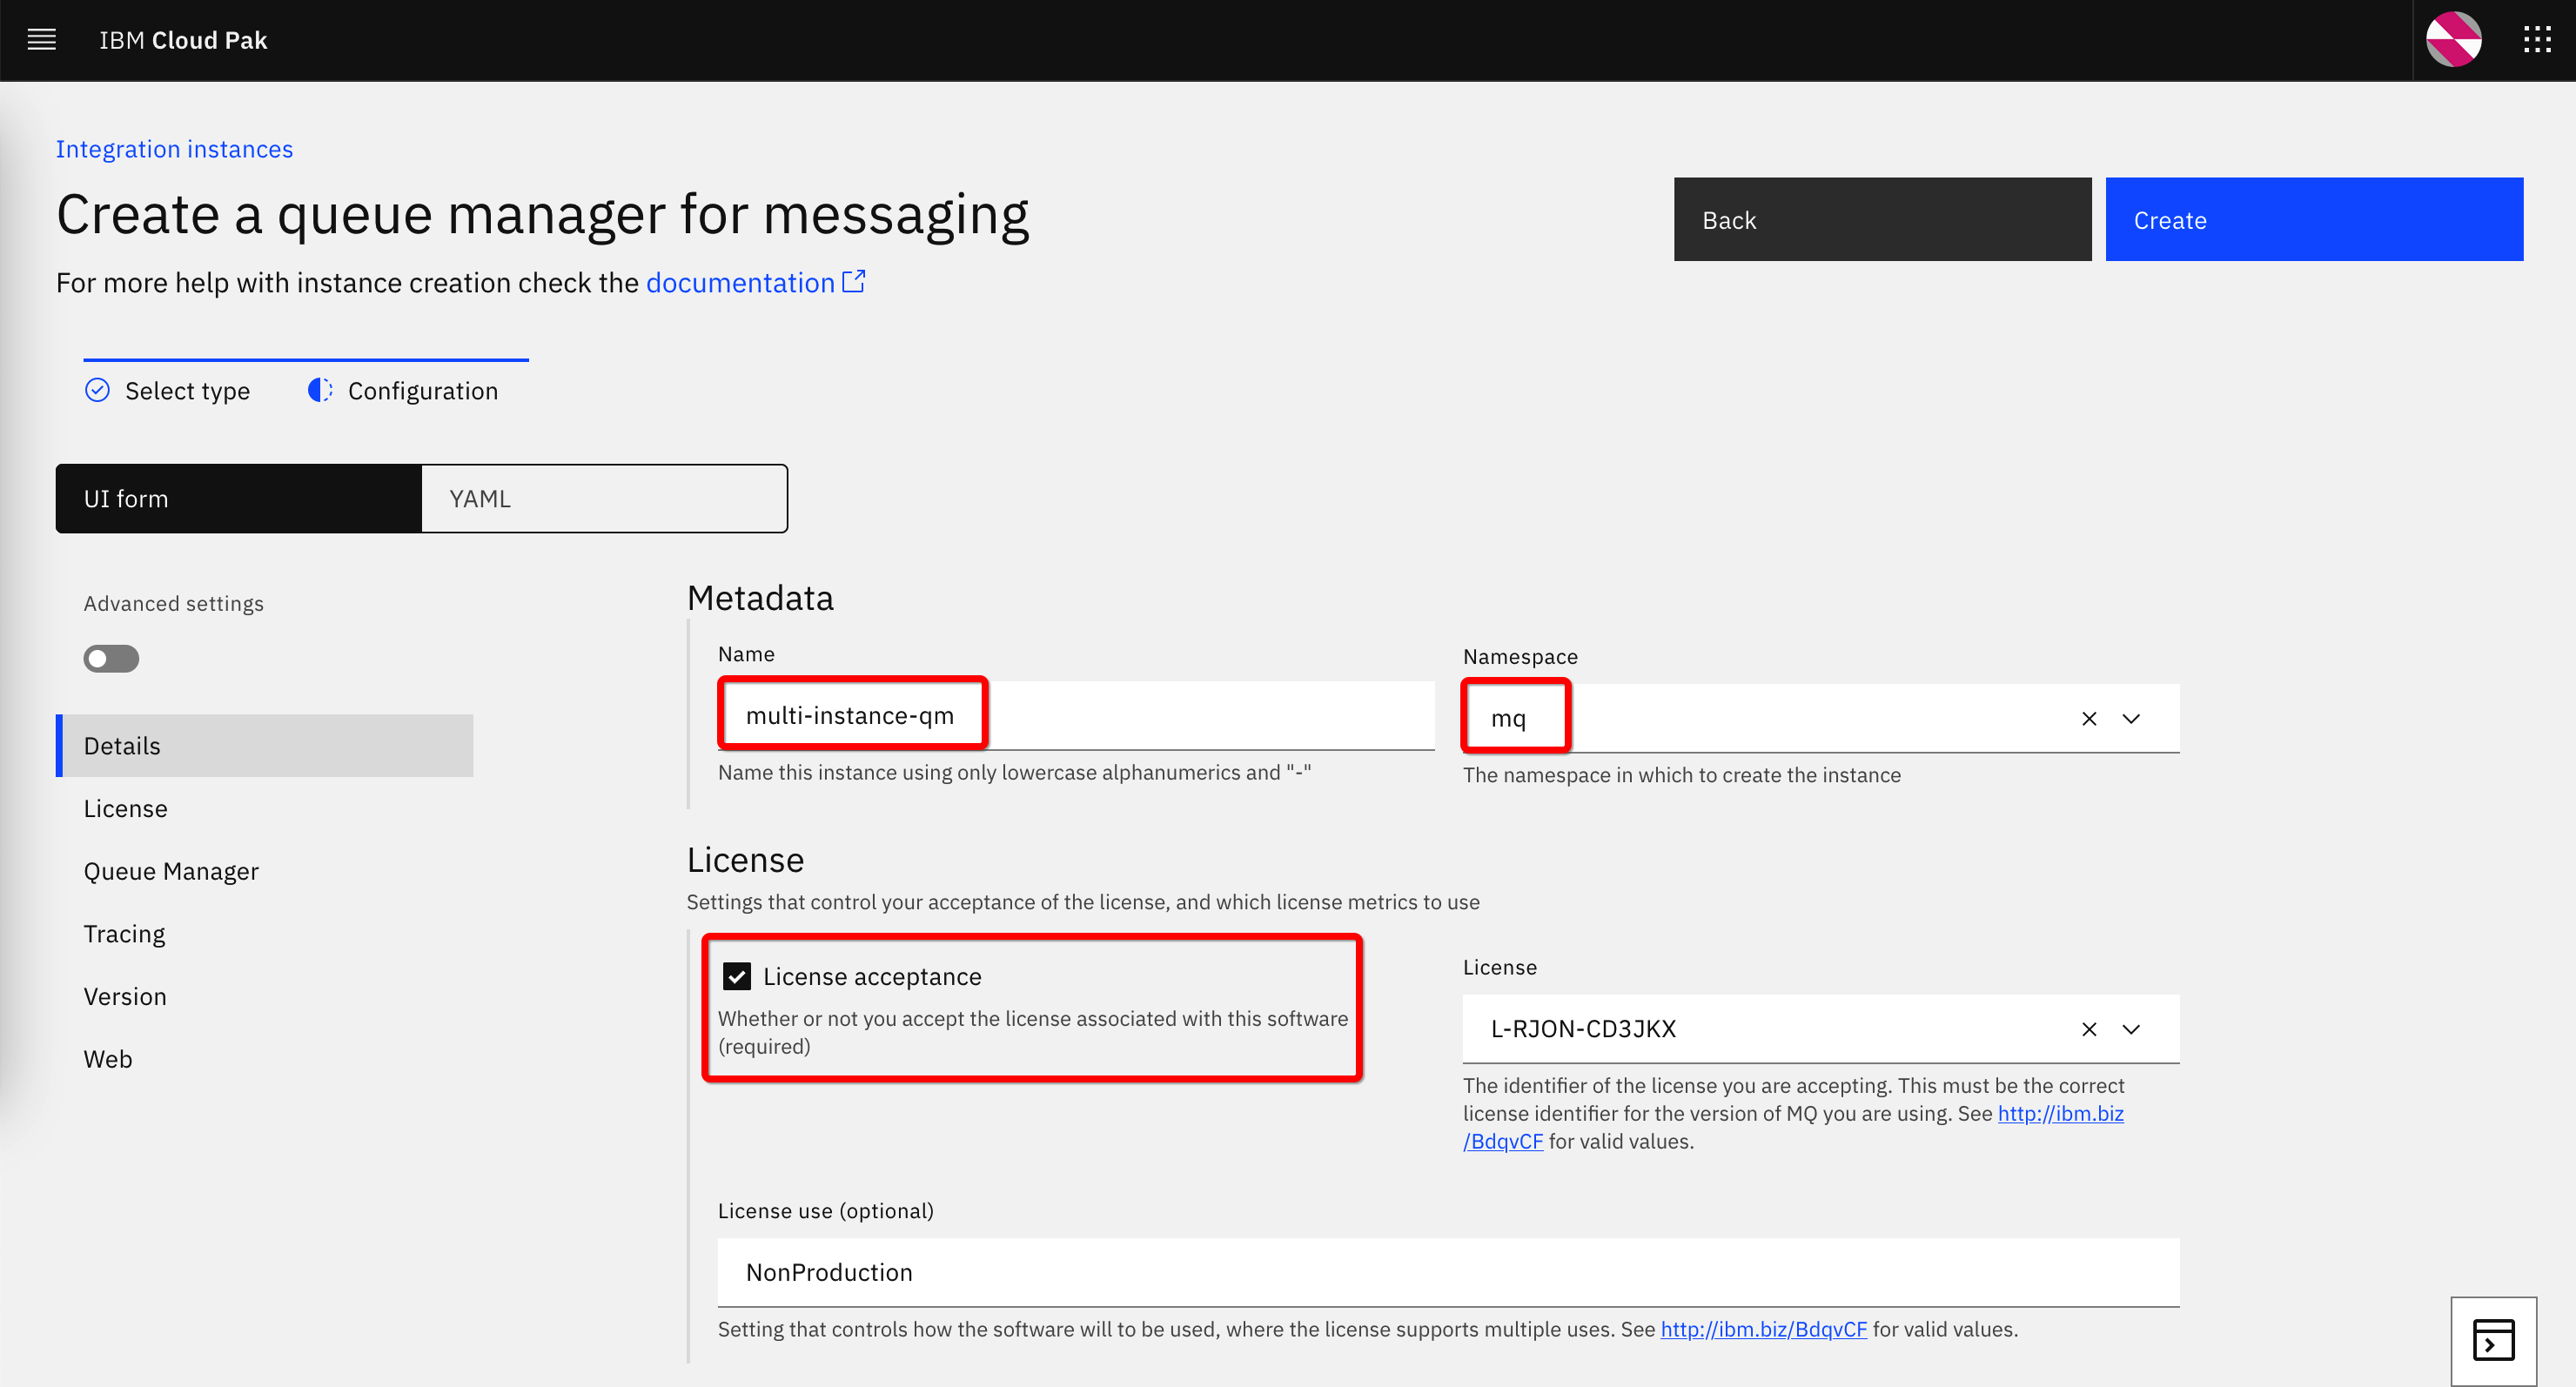 IBM Cloud Pak
Integration instances
Create a queue manager for messaging
Back
Create
For more help with instance creation check the documentation
Select type
Configuration
UI form
YAML
Advanced settings
Details
License
Queue Manager
Tracing
Version
Web
Metadata
Name
multi-instance-qm
Name this instance using only lowercase alphanumerics and "-"
Namespace
mq
The namespace in which to create the instance
License
Settings that control your acceptance of the license, and which license metrics to use
License acceptance
Whether or not you accept the license associated with this software
(required)
License
L-RJON-CD3JKX
The identifier of the license you are accepting. This must be the correct
license identifier for the version of MQ you are using. See http://ibm.biz
/BdqvCF for valid values.
License use (optional)
NonProduction
Setting that controls how the software will to be used, where the license supports multiple uses. See http://ibm.biz/BdqvCF for valid values.